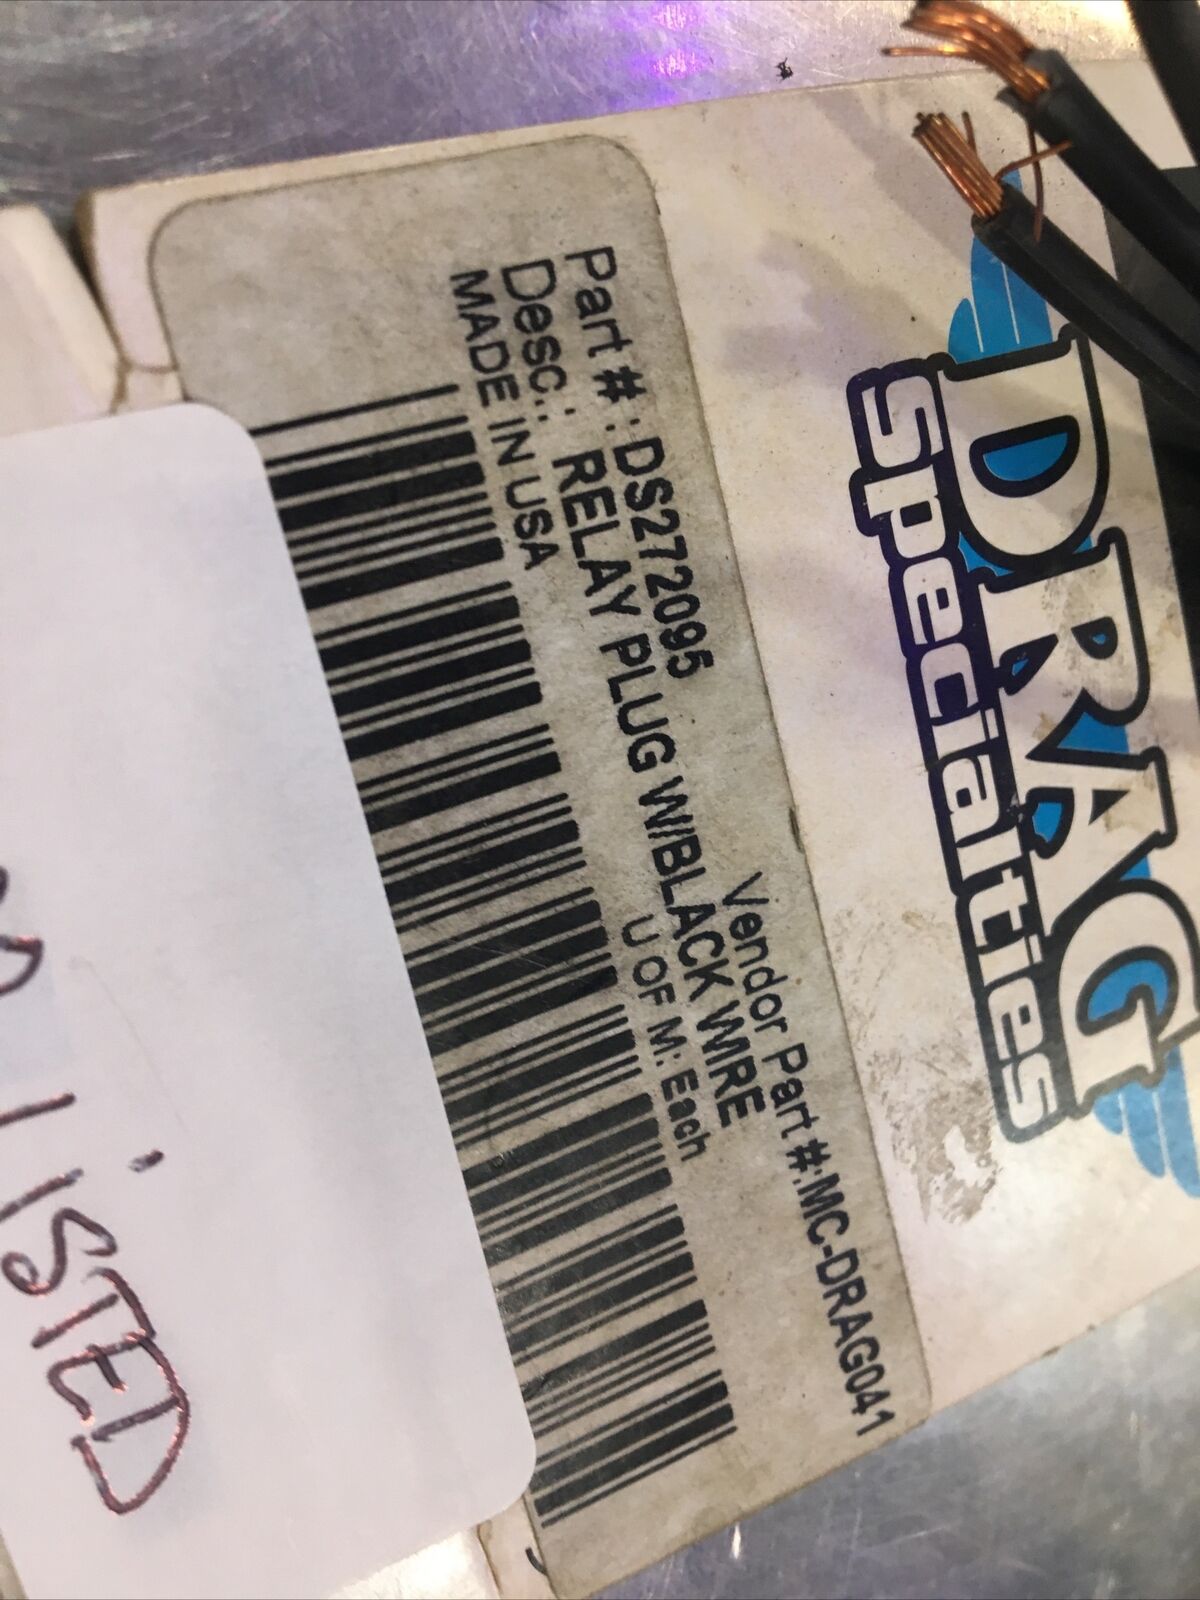 DRAG
Specialties
Part #: DS272095
Vendor Part #:MC-DRAG041
Desc.: RELAY PLUG W/BLACK WIRE
MADE IN USA
U OF M: Each
listed